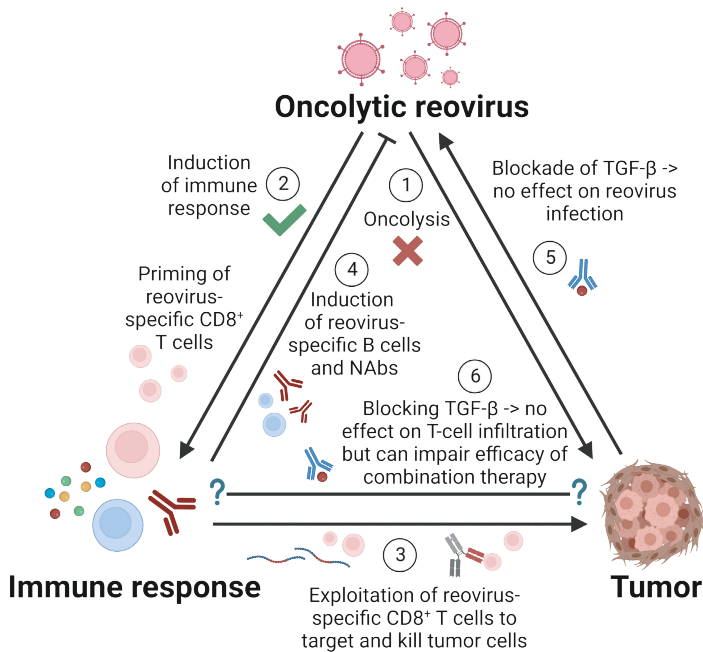 Oncolytic reovirus
Induction
of immune
response
2
1
Oncolysis
Blockade of TGF-β ->
no effect on reovirus
infection
5
Priming of
reovirus-
specific CD8⁺
T cells
4
Induction
of reovirus-
specific B cells
and NAbs
6
Blocking TGF-β -> no
effect on T-cell infiltration
but can impair efficacy of
combination therapy
?
?
Immune response
Tumor
3
Exploitation of reovirus-
specific CD8⁺ T cells to
target and kill tumor cells